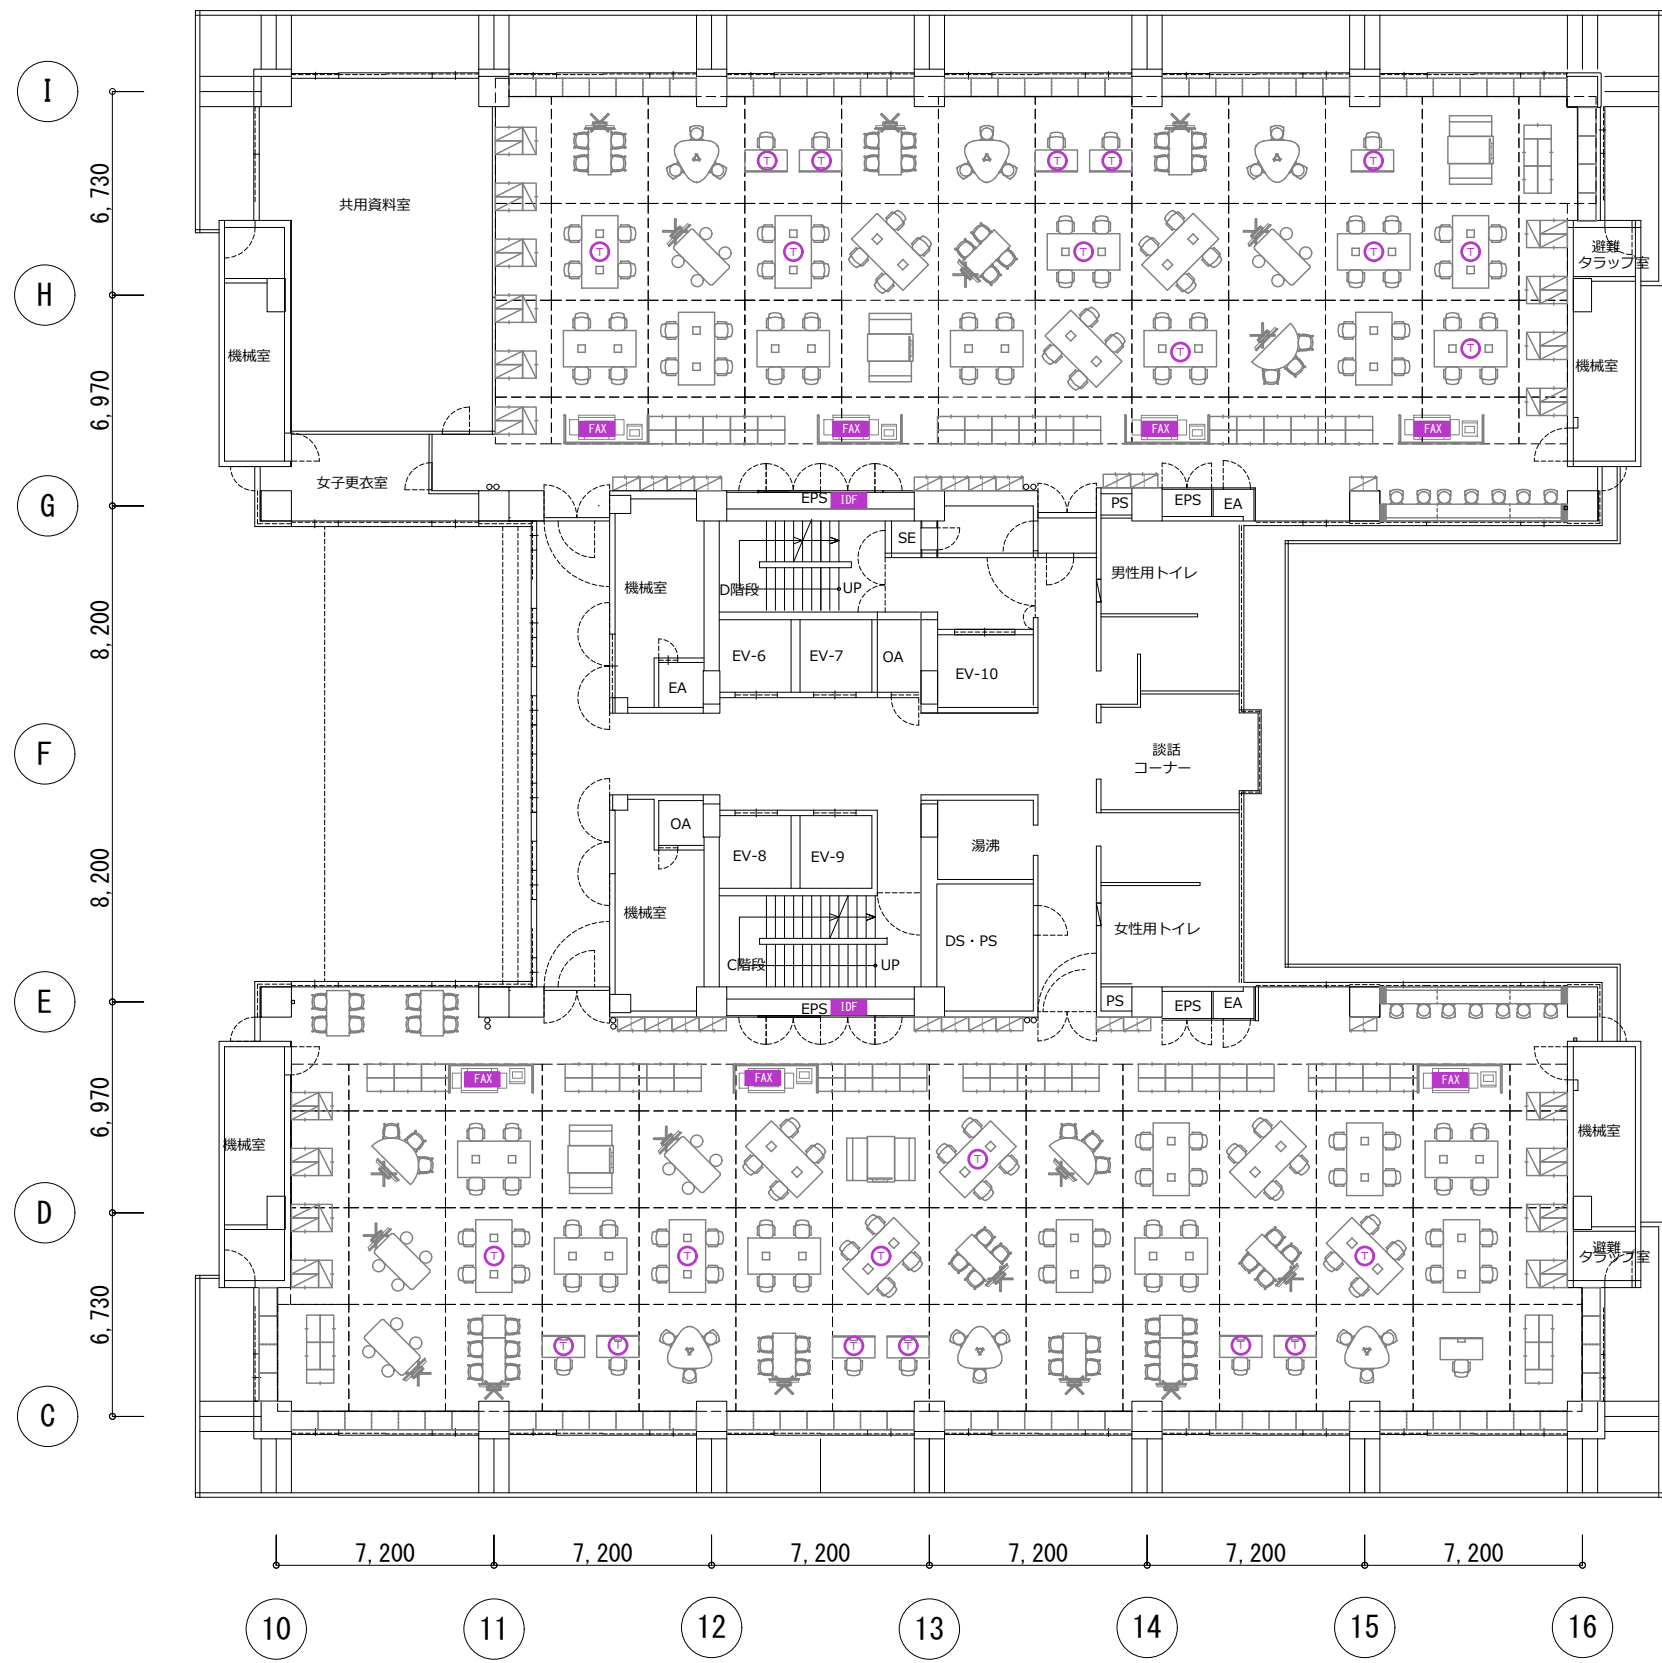 I
T T T T T
6,730
共用資料室
T T T T T
避難
タラップ室
H
機械室
T T
機械室
6,970
FAX FAX FAX FAX
女子更衣室
G
EPS IDF
PS EPS EA
SE
機械室
D階段 UP
男性用トイレ
8,200
EV-6 EV-7 OA
EV-10
EA
F
談話
コーナー
OA
EV-8 EV-9
湯沸
8,200
機械室
C階段 UP
DS・PS
女性用トイレ
E
EPS IDF
PS EPS EA
FAX FAX FAX
6,970
機械室
T
機械室
D
T T T T
避難
タラップ室
6,730
T T T T T T
C
7,200 7,200 7,200 7,200 7,200 7,200
10 11 12 13 14 15 16